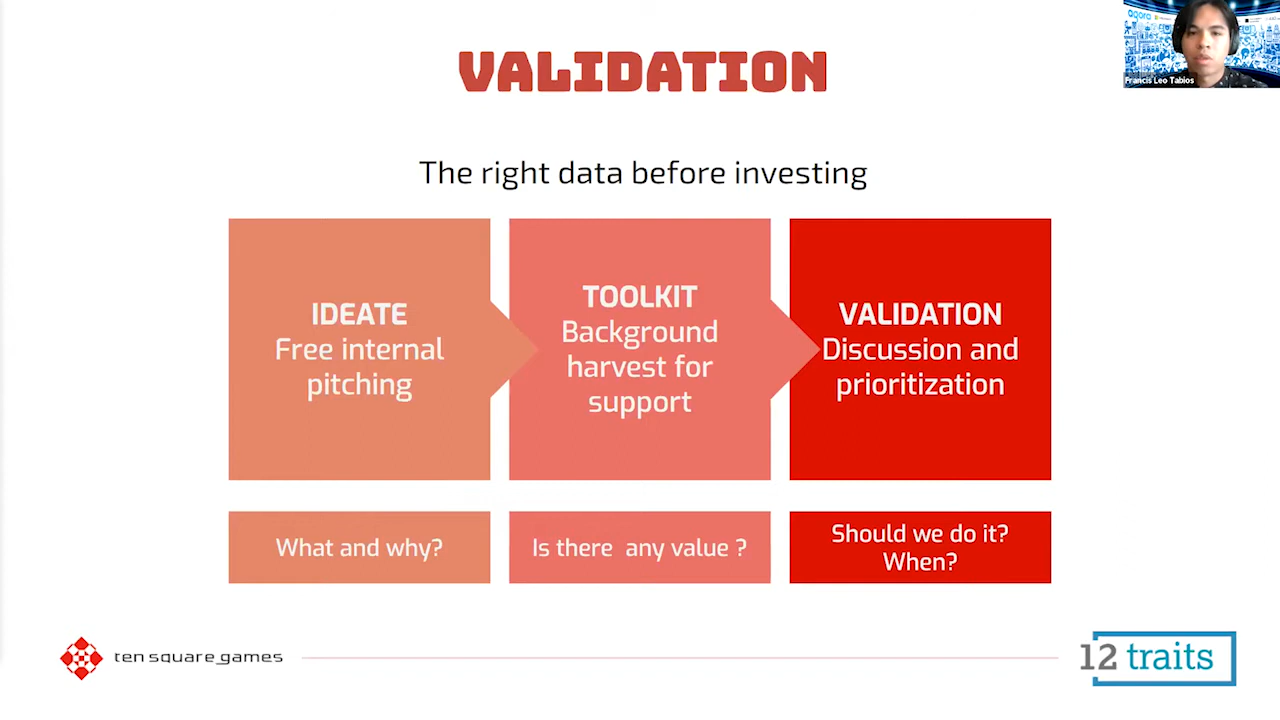 agora
Francis Leo Tabios
VALIDATION
The right data before investing
IDEATE
Free internal
pitching
TOOLKIT
Background
harvest for
support
VALIDATION
Discussion and
prioritization
What and why?
Is there any value ?
Should we do it?
When?
ten square games
12 traits